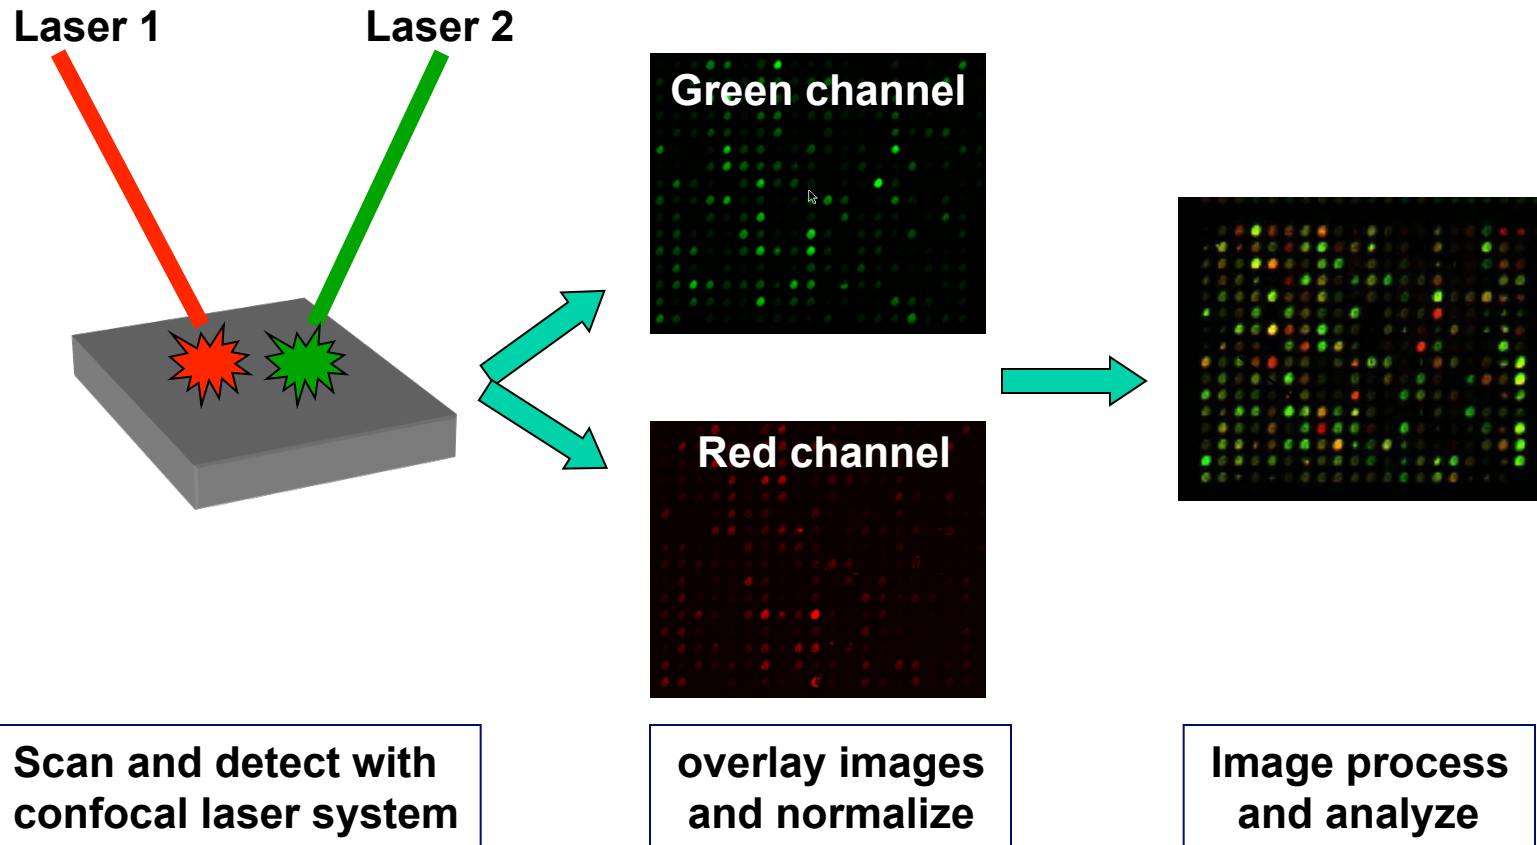 Laser 1
Laser 2
Green channel
Red channel
Scan and detect with
confocal laser system
overlay images
and normalize
Image process
and analyze